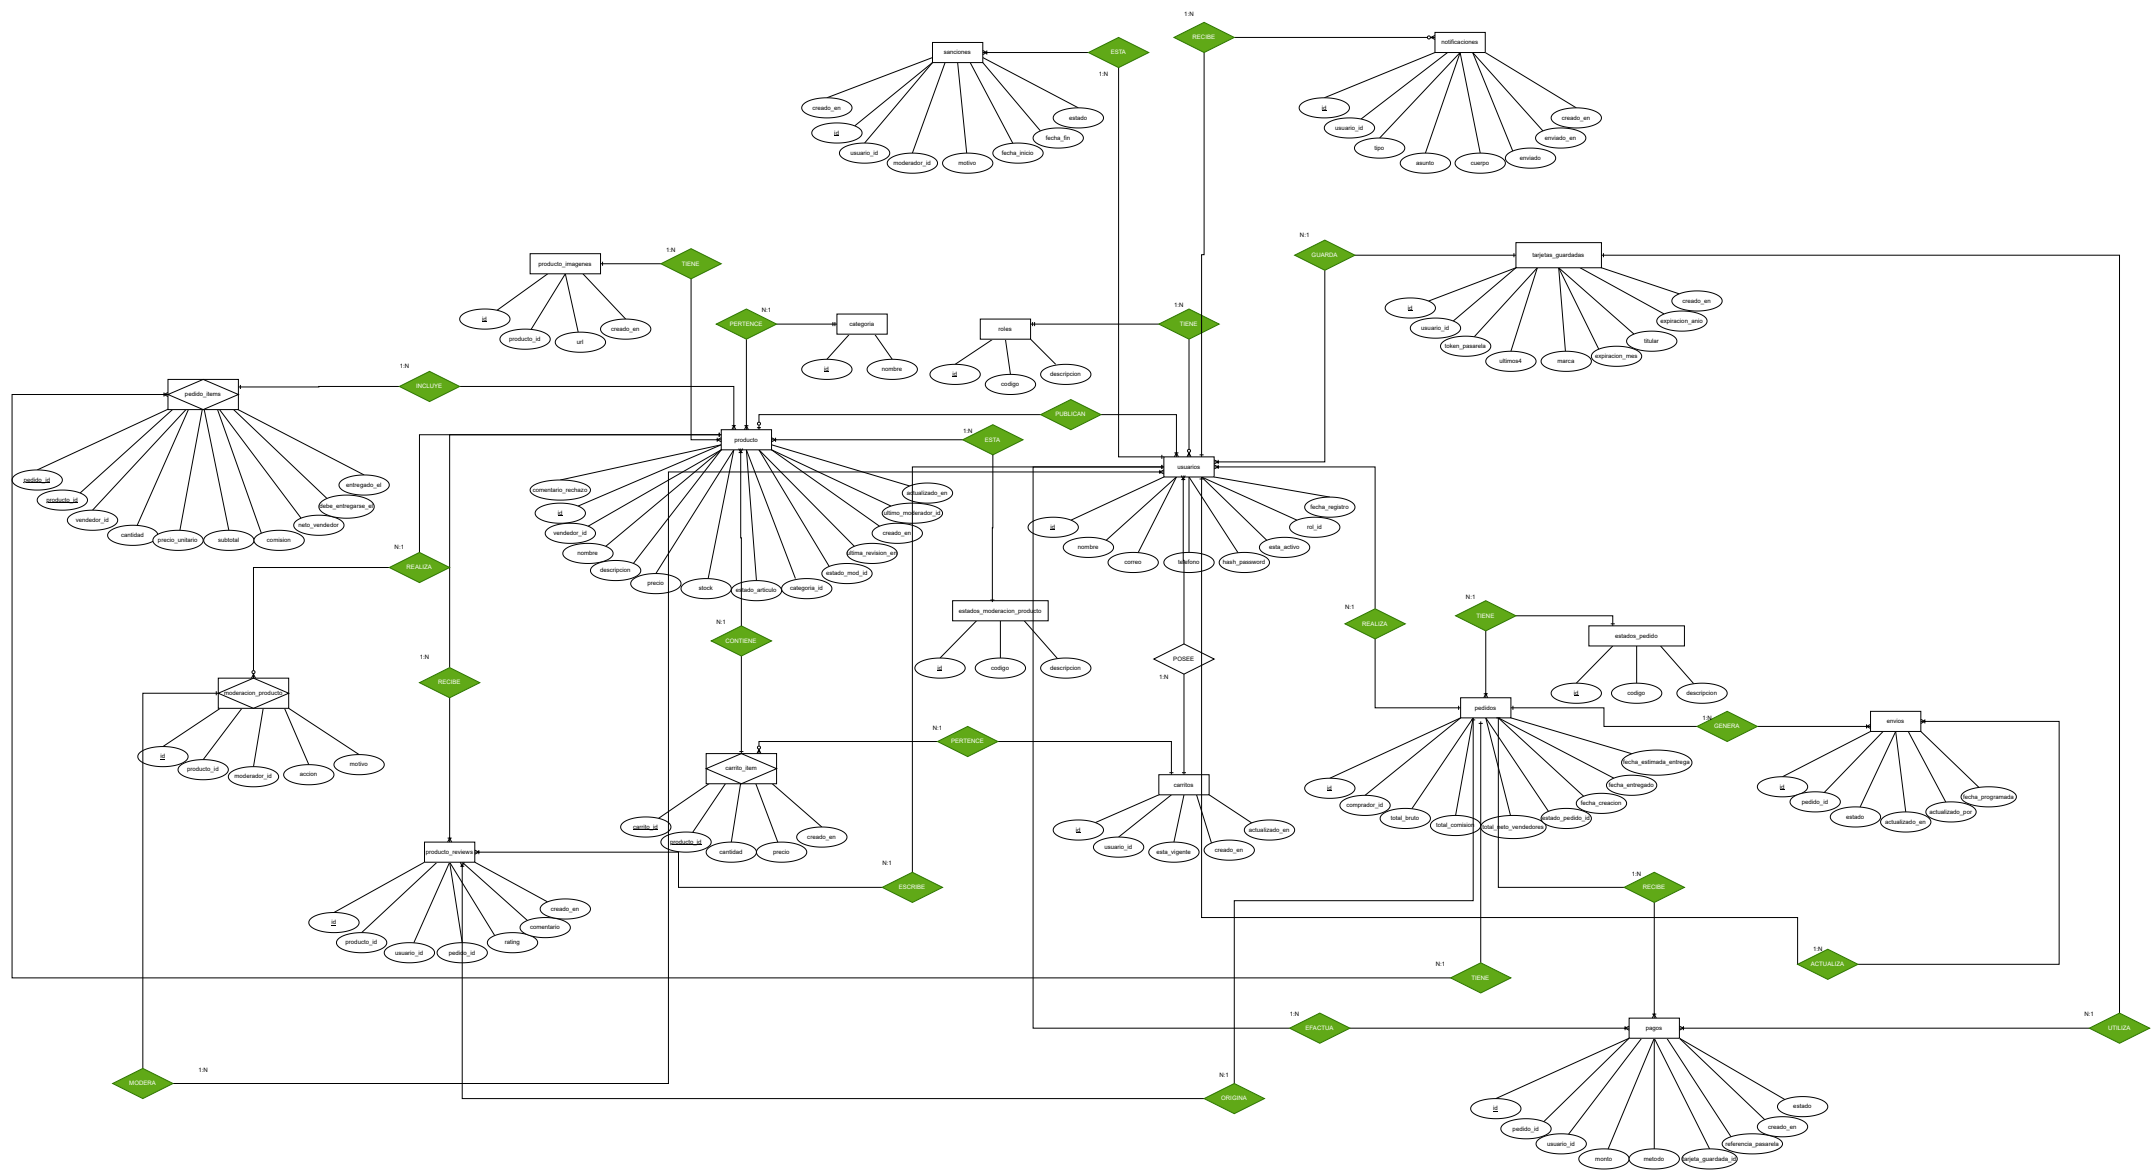 1:N
RECIBE
notificaciones
id
usuario_id
tipo
asunto
cuerpo
enviado
enviado_en
creado_en
sanciones
ESTA
1:N
creado_en
id
usuario_id
moderador_id
motivo
fecha_inicio
fecha_fin
estado
N:1
GUARDA
tarjetas_guardadas
id
usuario_id
token_pasarela
ultimos4
marca
expiracion_mes
titular
expiracion_anio
creado_en
producto_imagenes
1:N
TIENE
id
producto_id
url
creado_en
N:1
PERTENCE
categoria
id
nombre
roles
1:N
TIENE
id
codigo
descripcion
1:N
INCLUYE
pedido_items
pedido_id
producto_id
vendedor_id
cantidad
precio_unitario
subtotal
comision
neto_vendedor
debe_entregarse_el
entregado_el
PUBLICAN
1:N
ESTA
producto
comentario_rechazo
id
vendedor_id
nombre
descripcion
precio
stock
estado_articulo
categoria_id
estado_mod_id
ultima_revision_en
creado_en
ultimo_moderador_id
actualizado_en
usuarios
id
nombre
correo
telefono
hash_password
esta_activo
rol_id
fecha_registro
N:1
REALIZA
estados_moderacion_producto
id
codigo
descripcion
N:1
CONTIENE
POSEE
1:N
N:1
REALIZA
N:1
TIENE
estados_pedido
id
codigo
descripcion
1:N
RECIBE
moderacion_producto
id
producto_id
moderador_id
accion
motivo
N:1
PERTENCE
carrito_item
carrito_id
producto_id
cantidad
precio
creado_en
carritos
id
usuario_id
esta_vigente
creado_en
actualizado_en
pedidos
id
comprador_id
total_bruto
total_comision
total_neto_vendedores
estado_pedido_id
fecha_creacion
fecha_entregado
fecha_estimada_entrega
1:N
GENERA
envios
id
pedido_id
estado
actualizado_en
actualizado_por
fecha_programada
producto_reviews
id
producto_id
usuario_id
pedido_id
rating
comentario
creado_en
N:1
ESCRIBE
1:N
RECIBE
1:N
ACTUALIZA
N:1
TIENE
1:N
EFACTUA
pagos
N:1
UTILIZA
MODERA
1:N
N:1
ORIGINA
id
pedido_id
usuario_id
monto
metodo
tarjeta_guardada_id
referencia_pasarela
creado_en
estado